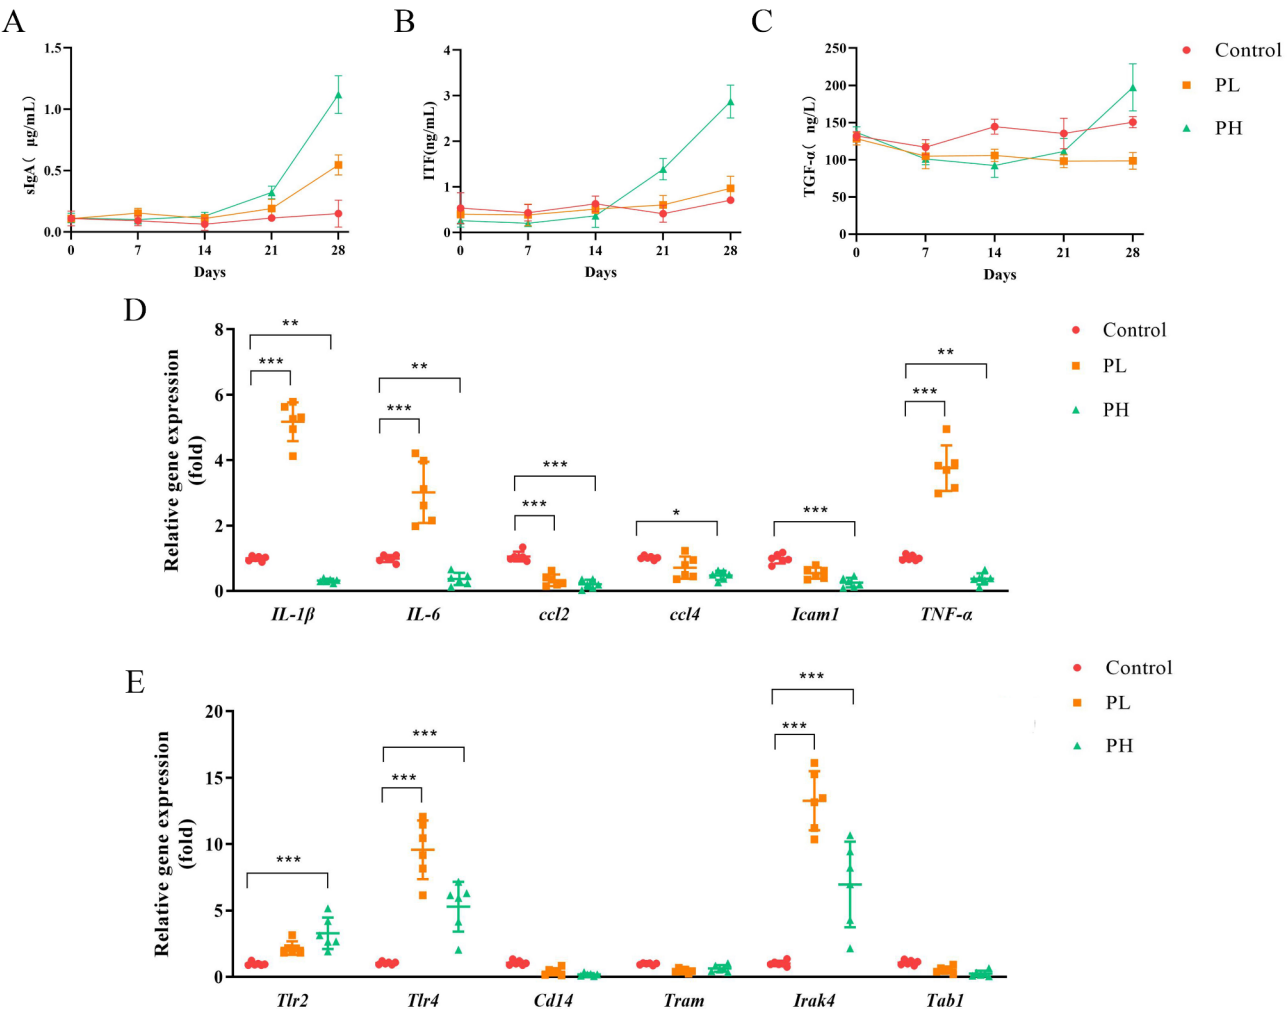 A
B
C
sIgA( μg/mL)
1.5
1.0
0.5
0.0
0 7 14 21 28
Days
ITF(ng/mL)
4
3
2
1
0
0 7 14 21 28
Days
TGF-α( ng/L)
250
200
150
100
50
0
0 7 14 21 28
Days
Control
PL
PH
D
Relative gene expression
(fold)
8
6
4
2
0
** *** ** *** *** *** * *** ** ***
IL-1β IL-6 ccl2 ccl4 Icam1 TNF-α
Control
PL
PH
E
Relative gene expression
(fold)
20
15
10
5
0
*** *** *** *** ***
Tlr2 Tlr4 Cd14 Tram Irak4 Tab1
Control
PL
PH